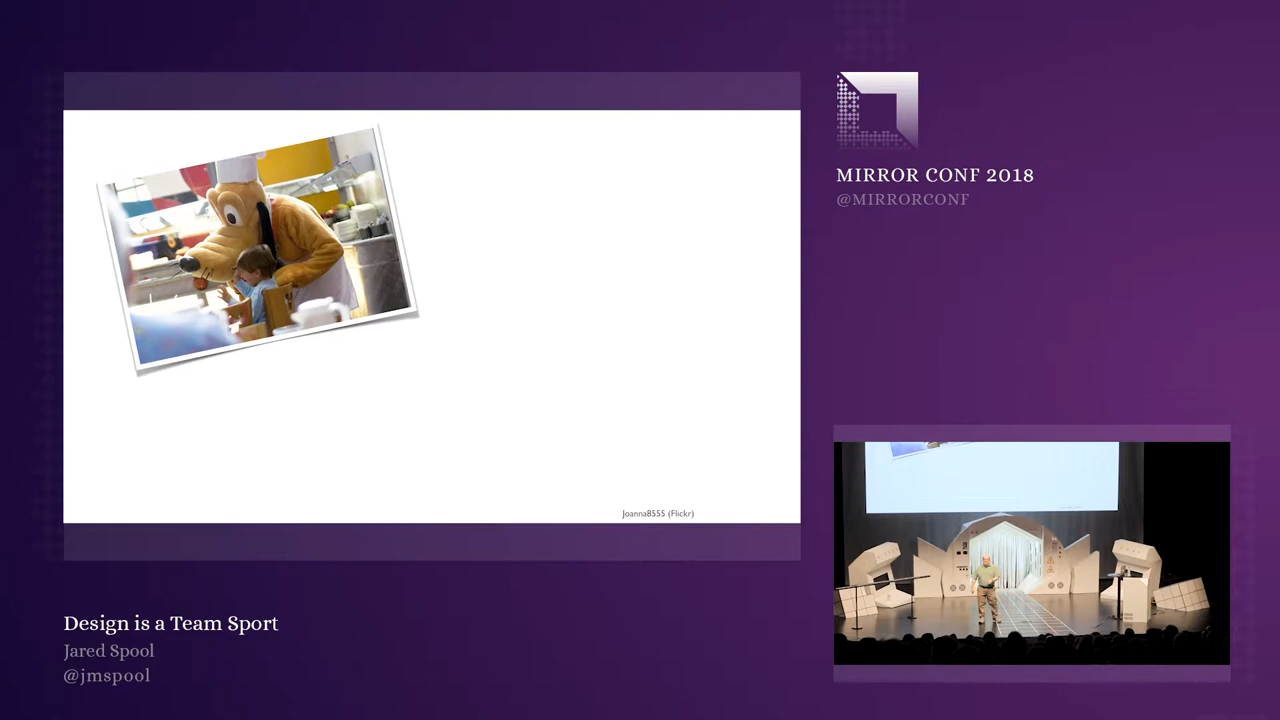 MIRROR CONF 2018
@MIRRORCONF
Joanna8555 (Flickr)
Design is a Team Sport
Jared Spool
@jmspool